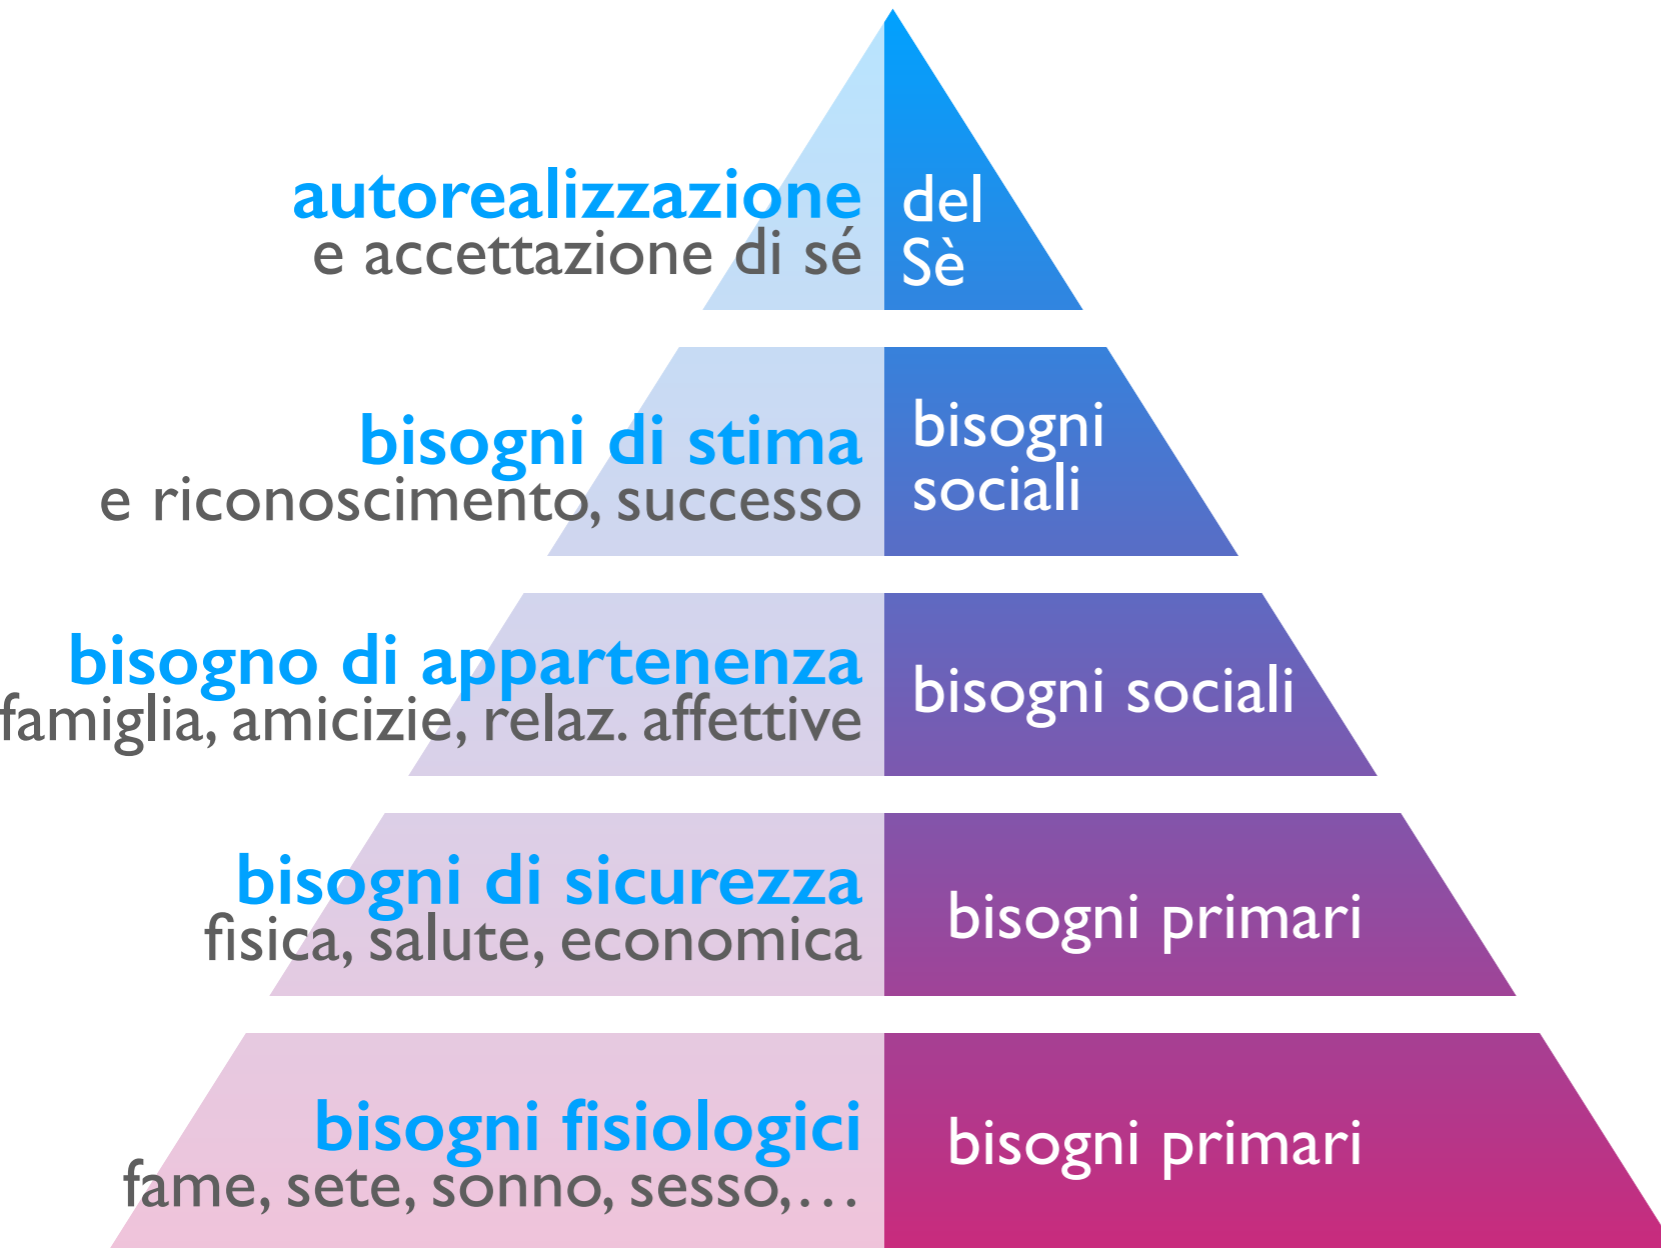 autorealizzazione
e accettazione di sé
del
Sè
bisogni di stima
e riconoscimento, successo
bisogni
sociali
bisogno di appartenenza
famiglia, amicizie, relaz. affettive
bisogni sociali
bisogni di sicurezza
fisica, salute, economica
bisogni primari
bisogni fisiologici
fame, sete, sonno, sesso,…
bisogni primari